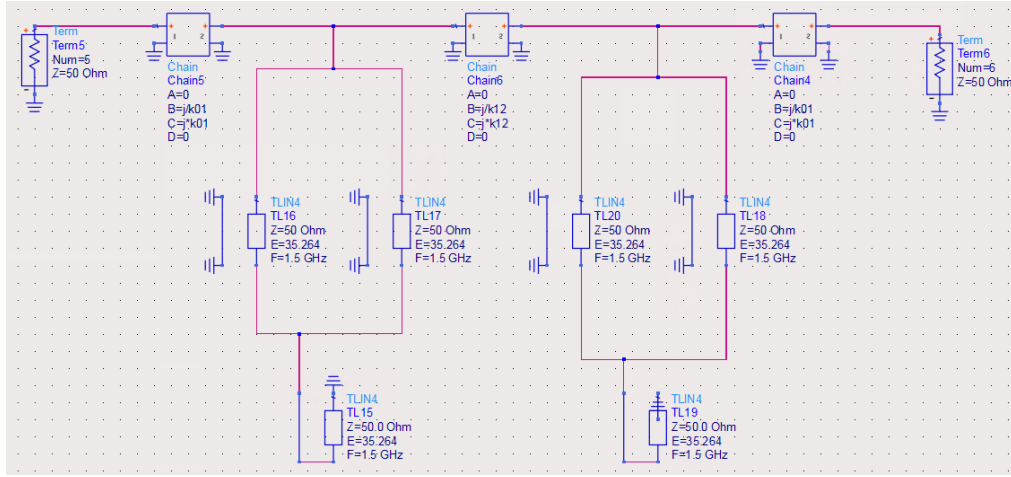 Term
Term5
Num=5
Z=50 Ohm
1 2
Chain
Chain5
A=0
B=j/k01
C=j*k01
D=0
1 2
Chain
Chain6
A=0
B=j/k12
C=j*k12
D=0
1 2
Chain
Chain4
A=0
B=j/k01
C=j*k01
D=0
Term
Term6
Num=6
Z=50 Ohm
TLIN4
TL16
Z=50 Ohm
E=35.264
F=1.5 GHz
TLIN4
TL17
Z=50 Ohm
E=35.264
F=1.5 GHz
TLIN4
TL20
Z=50 Ohm
E=35.264
F=1.5 GHz
TLIN4
TL18
Z=50 Ohm
E=35.264
F=1.5 GHz
TLIN4
TL15
Z=50.0 Ohm
E=35.264
F=1.5 GHz
TLIN4
TL19
Z=50.0 Ohm
E=35.264
F=1.5 GHz